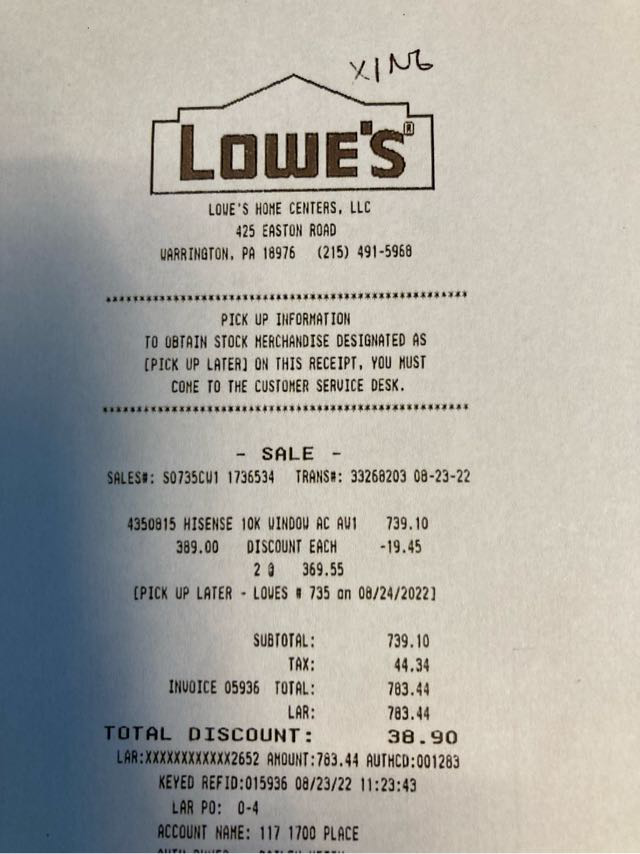 XING
LOWE'S®
LOWE'S HOME CENTERS, LLC
425 EASTON ROAD
WARRINGTON, PA 18976 (215) 491-5968
**************************************************
PICK UP INFORMATION
TO OBTAIN STOCK MERCHANDISE DESIGNATED AS
[PICK UP LATER] ON THIS RECEIPT, YOU MUST
COME TO THE CUSTOMER SERVICE DESK.
**************************************************
- SALE -
SALES#: S0735CW1 1736534 TRANS#: 33268203 08-23-22
4350815 HISENSE 10K WINDOW AC AW1 739.10
389.00 DISCOUNT EACH -19.45
2 @ 369.55
[PICK UP LATER - LOWES # 735 on 08/24/2022]
SUBTOTAL: 739.10
TAX: 44.34
INVOICE 05936 TOTAL: 783.44
LAR: 783.44
TOTAL DISCOUNT: 38.90
LAR:XXXXXXXXXXXX2652 AMOUNT:783.44 AUTHCD:001283
KEYED REFID:015936 08/23/22 11:23:43
LAR PO: 0-4
ACCOUNT NAME: 117 1700 PLACE